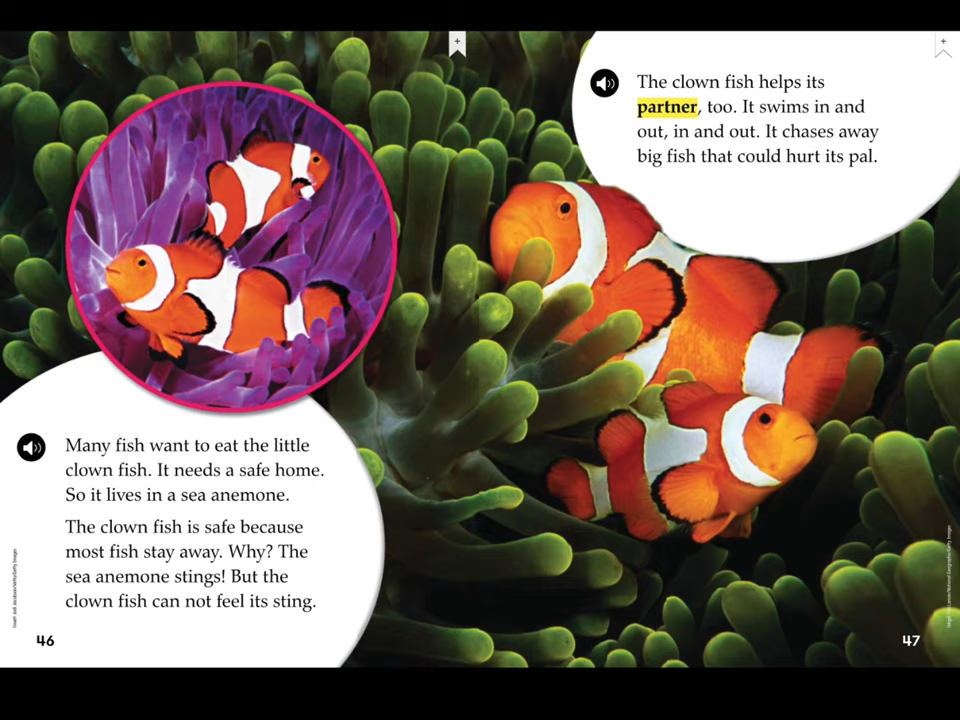 Many fish want to eat the little
clown fish. It needs a safe home.
So it lives in a sea anemone.
The clown fish is safe because
most fish stay away. Why? The
sea anemone stings! But the
clown fish can not feel its sting.
46
The clown fish helps its
partner, too. It swims in and
out, in and out. It chases away
big fish that could hurt its pal.
47